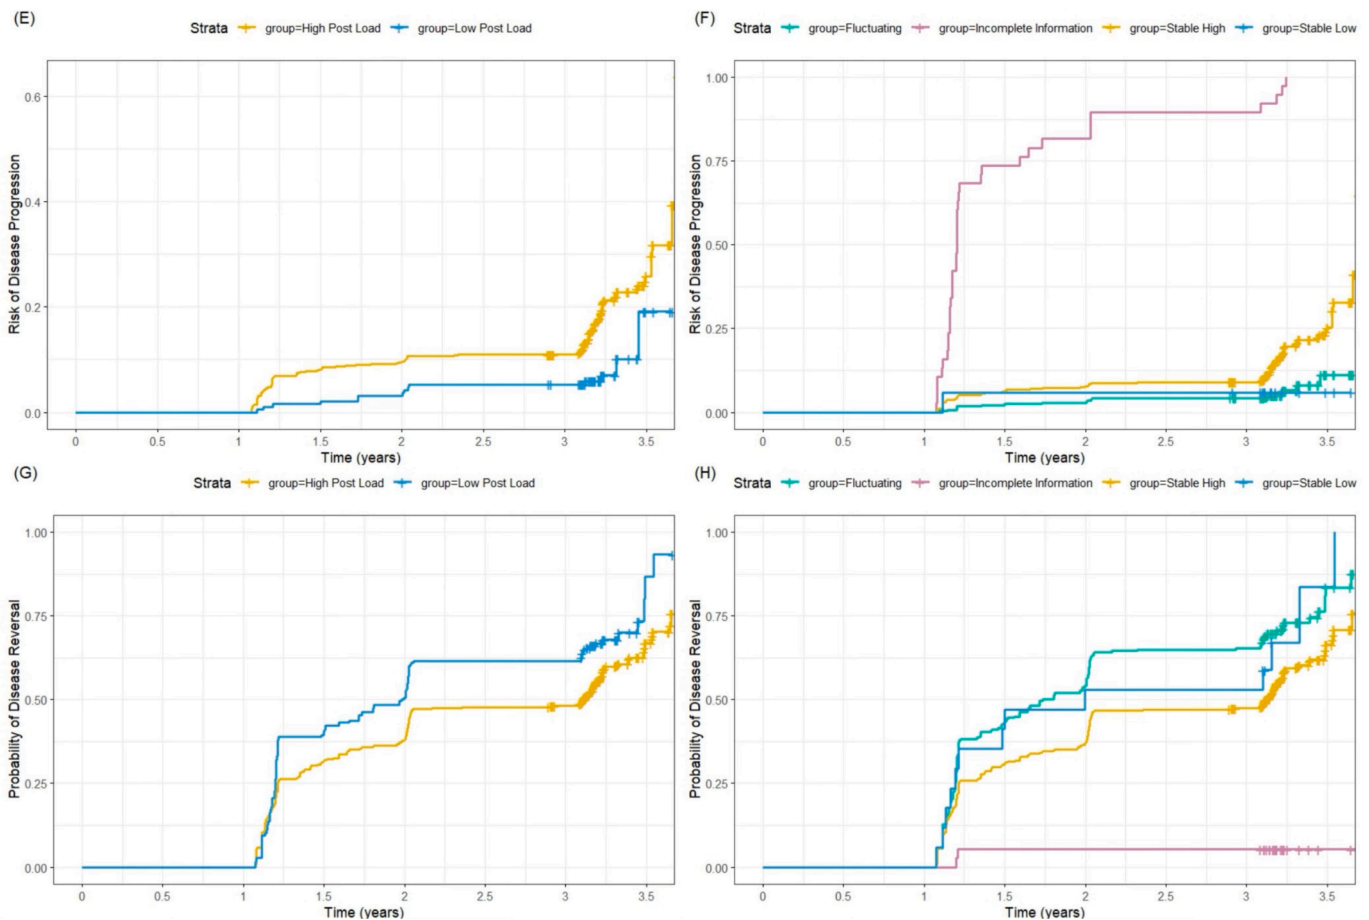 (E)
Strata group=High Post Load group=Low Post Load
0.6
0.4
0.2
0.0
Risk of Disease Progression
0 0.5 1 1.5 2 2.5 3 3.5
Time (years)
(F)
Strata group=Fluctuating group=Incomplete Information group=Stable High group=Stable Low
1.00
0.75
0.50
0.25
0.00
Risk of Disease Progression
0 0.5 1 1.5 2 2.5 3 3.5
Time (years)
(G)
Strata group=High Post Load group=Low Post Load
1.00
0.75
0.50
0.25
0.00
Probability of Disease Reversal
0 0.5 1 1.5 2 2.5 3 3.5
Time (years)
(H)
Strata group=Fluctuating group=Incomplete Information group=Stable High group=Stable Low
1.00
0.75
0.50
0.25
0.00
Probability of Disease Reversal
0 0.5 1 1.5 2 2.5 3 3.5
Time (years)